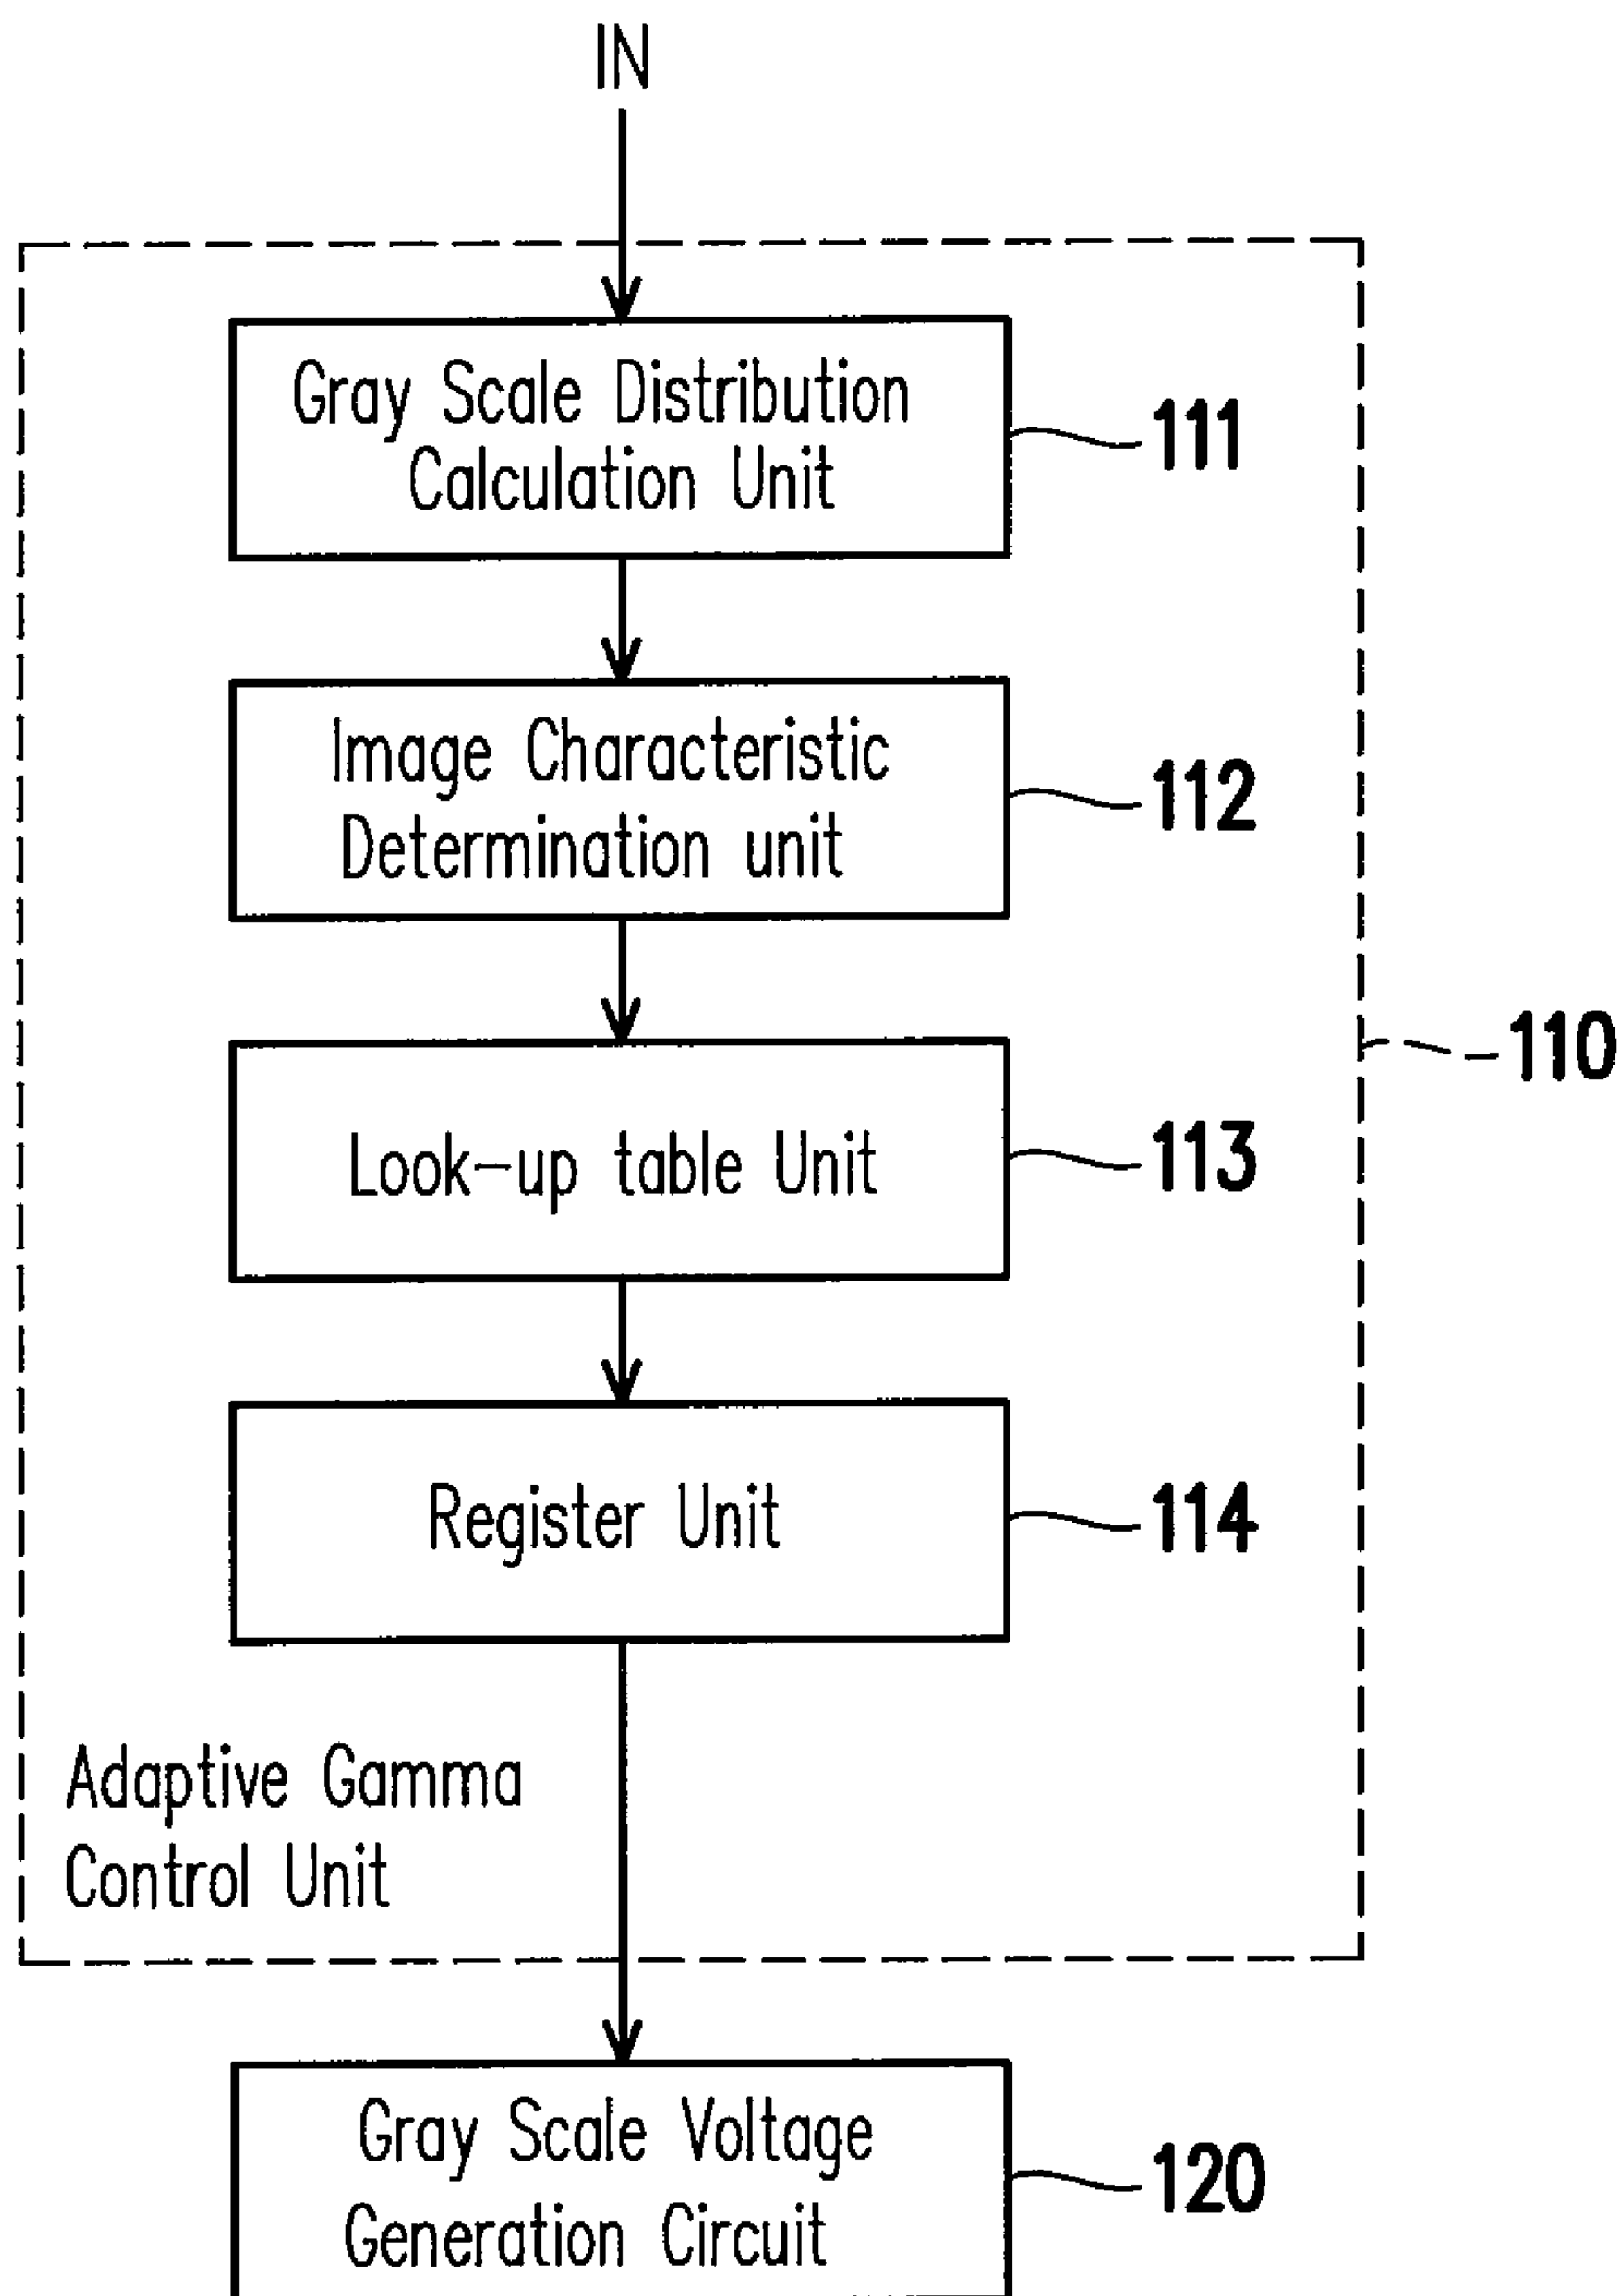 IN
Gray Scale Distribution
Calculation Unit
111
Image Characteristic
Determination unit
112
110
Look-up table Unit
113
Register Unit
114
Adaptive Gamma
Control Unit
Gray Scale Voltage
Generation Circuit
120